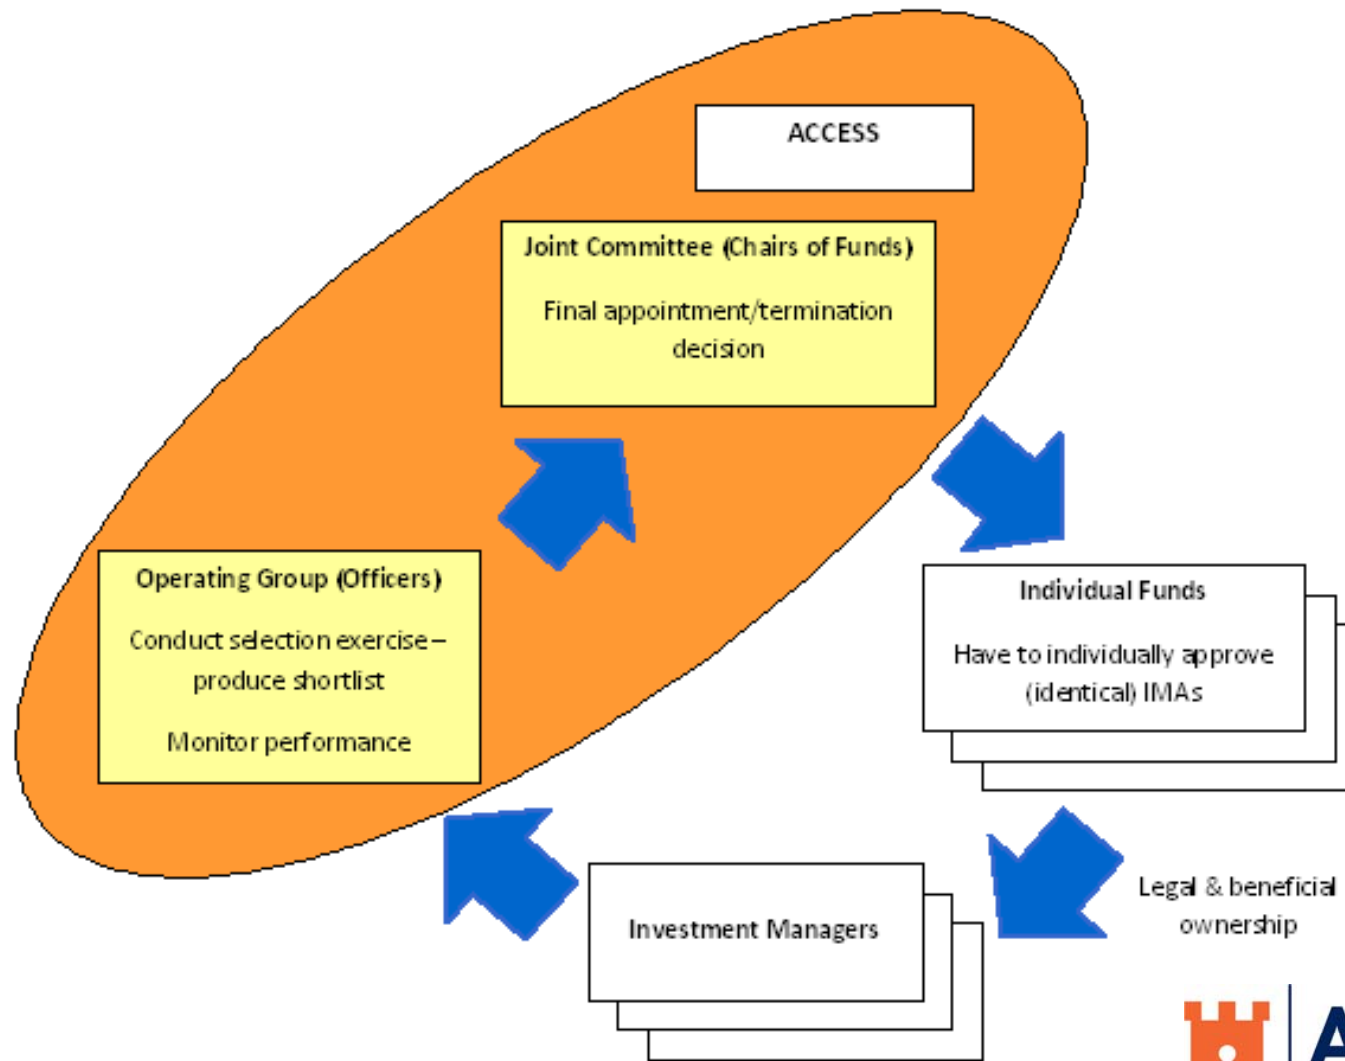 ACCESS
Joint Committee (Chairs of Funds)
Final appointment/termination
decision
Operating Group (Officers)
Conduct selection exercise –
produce shortlist
Monitor performance
Individual Funds
Have to individually approve
(identical) IMAs
Legal & beneficial
ownership
Investment Managers
A